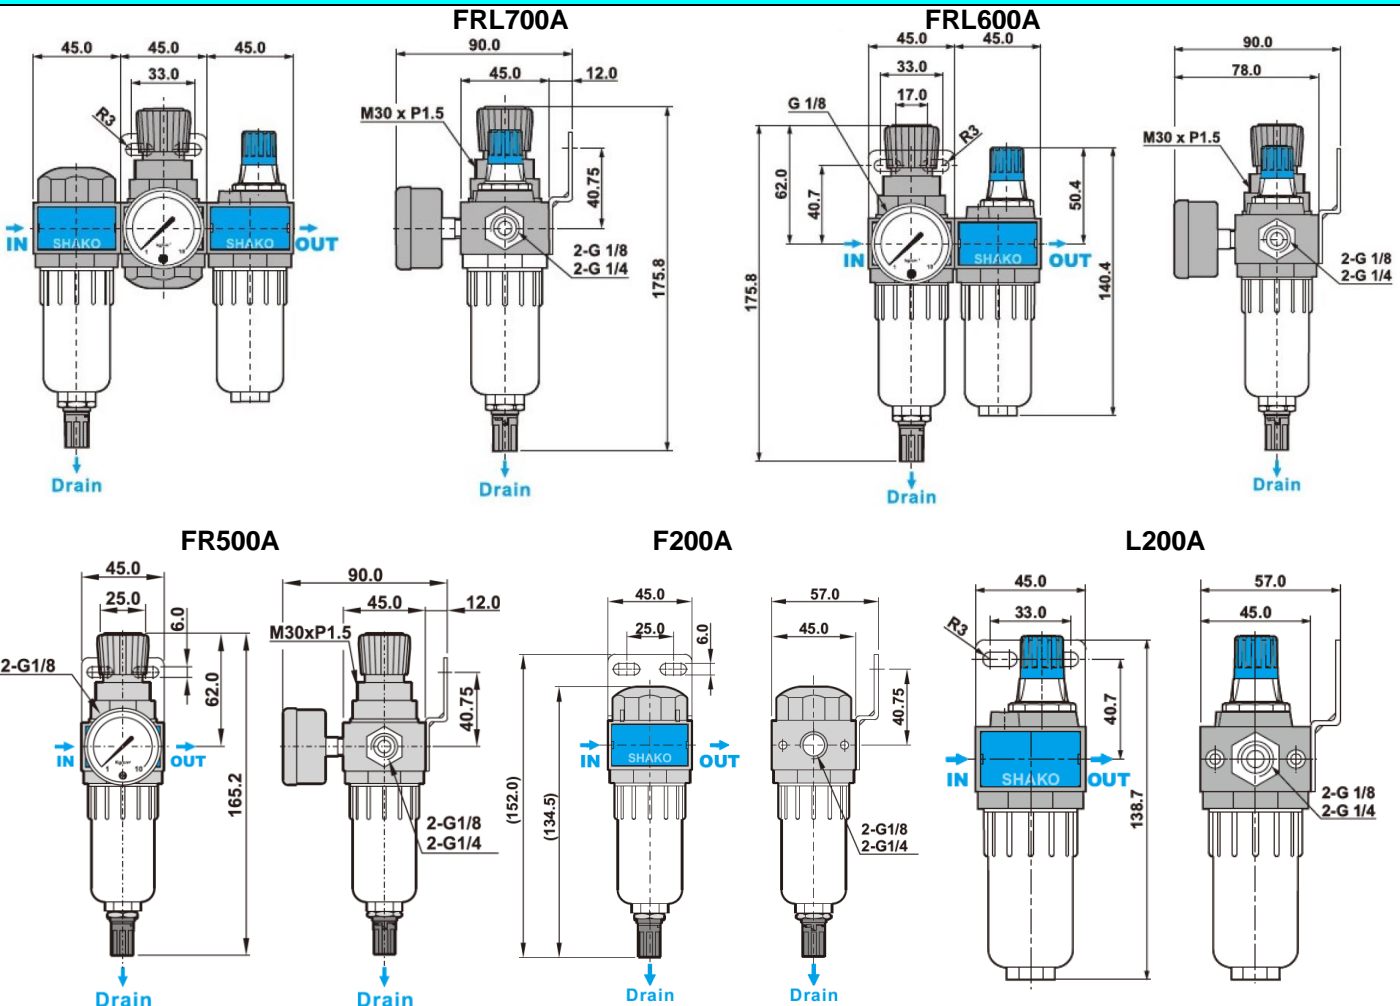 FRL700A
FRL600A
45.0 45.0 45.0
33.0
R3
IN
SHAKO
1 10
SHAKO
OUT
Drain
90.0
45.0 12.0
M30 x P1.5
40.75
175.8
2-G 1/8
2-G 1/4
Drain
45.0 45.0
33.0
17.0
G 1/8
R3
62.0
40.7
50.4
IN
1 10
SHAKO
OUT
175.8
140.4
Drain
90.0
78.0
M30 x P1.5
2-G 1/8
2-G 1/4
Drain
FR500A
F200A
L200A
45.0
25.0
6.0
2-G1/8
62.0
165.2
IN
1 10
OUT
Drain
90.0
45.0 12.0
M30xP1.5
40.75
2-G1/8
2-G1/4
Drain
45.0
25.0
6.0
(152.0)
(134.5)
IN
SHAKO
OUT
Drain
57.0
45.0
40.75
2-G1/8
2-G1/4
Drain
45.0
33.0
R3
40.7
IN
SHAKO
OUT
138.7
57.0
45.0
2-G 1/8
2-G 1/4